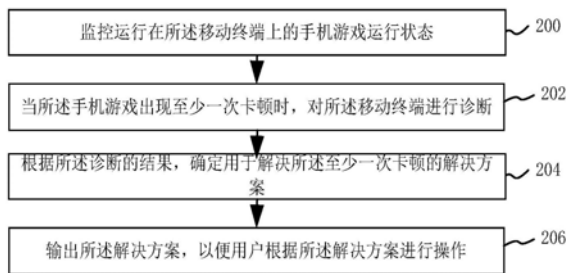 监控运行在所述移动终端上的手机游戏运行状态
200
当所述手机游戏出现至少一次卡顿时，对所述移动终端进行诊断
202
根据所述诊断的结果，确定用于解决所述至少一次卡顿的解决方
案
204
输出所述解决方案，以便用户根据所述解决方案进行操作
206